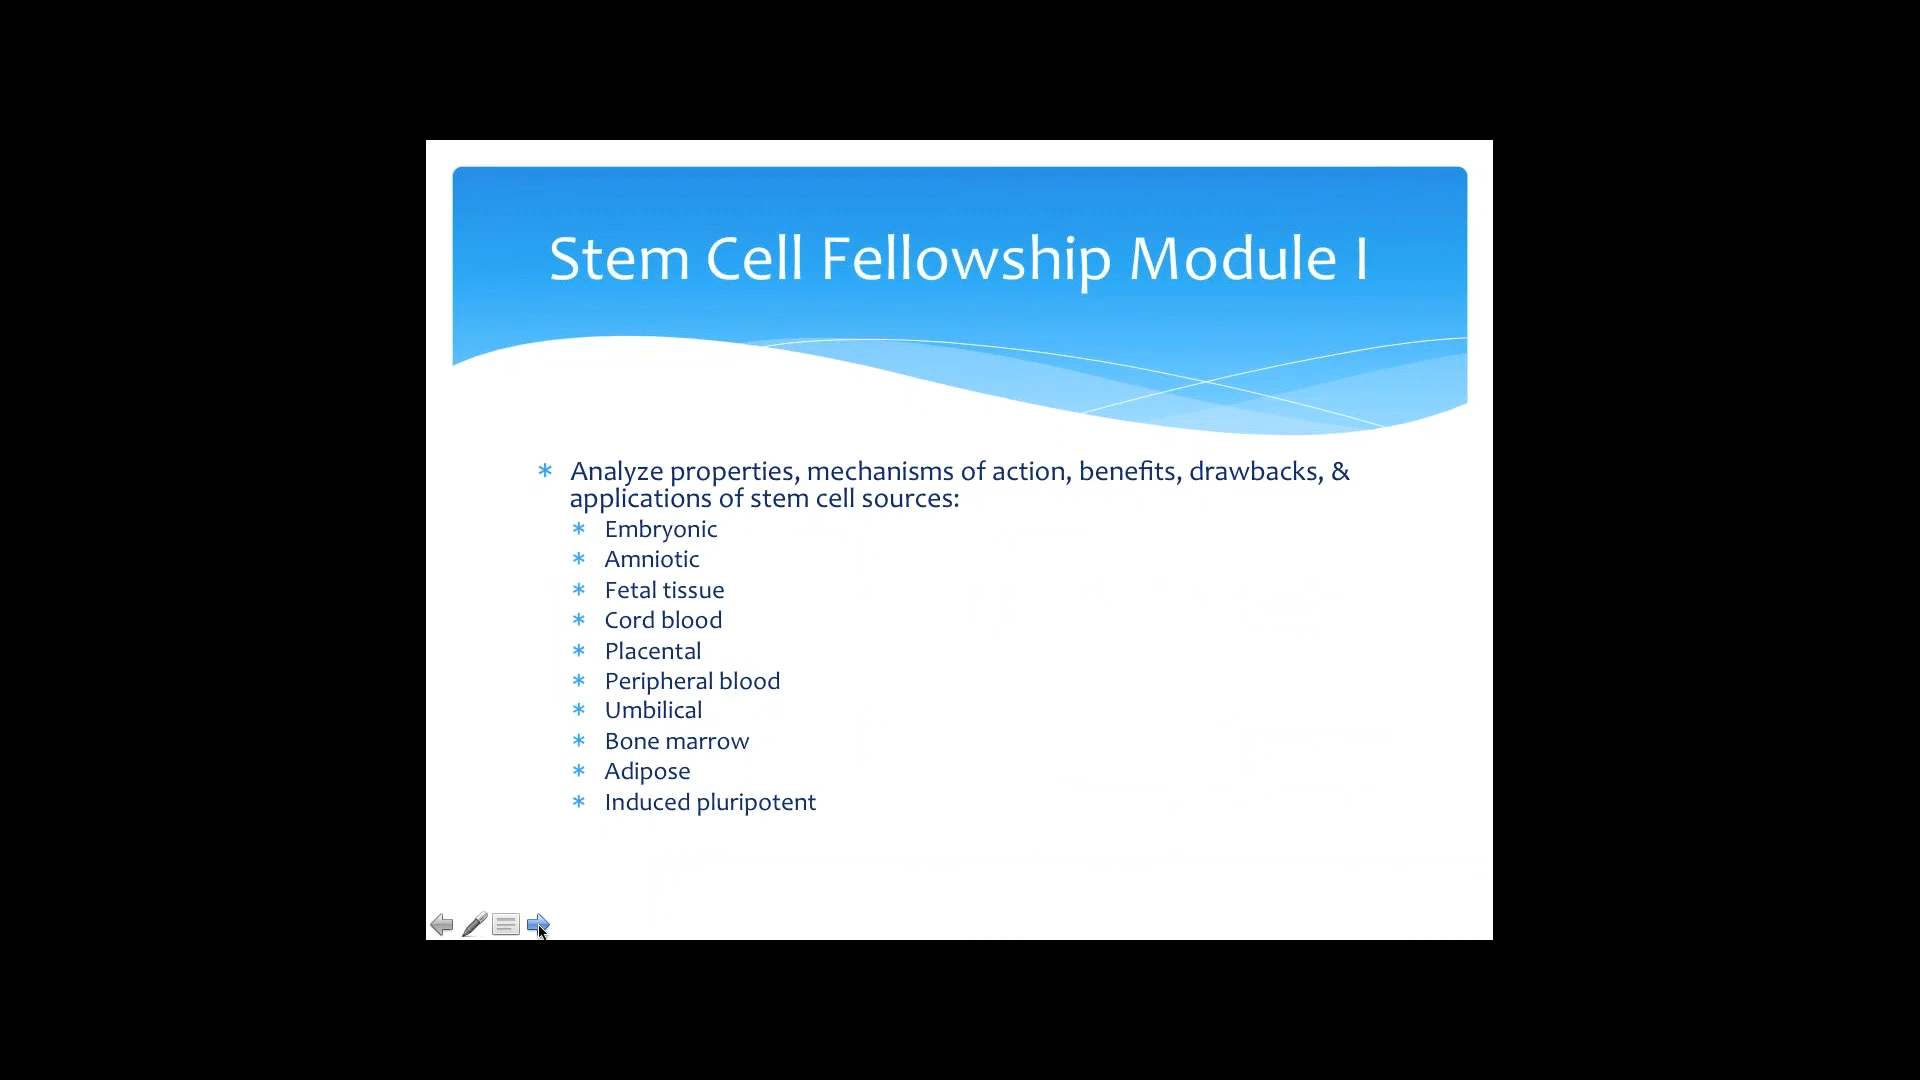 Stem Cell Fellowship Module I
* Analyze properties, mechanisms of action, benefits, drawbacks, &
applications of stem cell sources:
* Embryonic
* Amniotic
* Fetal tissue
* Cord blood
* Placental
* Peripheral blood
* Umbilical
* Bone marrow
* Adipose
* Induced pluripotent